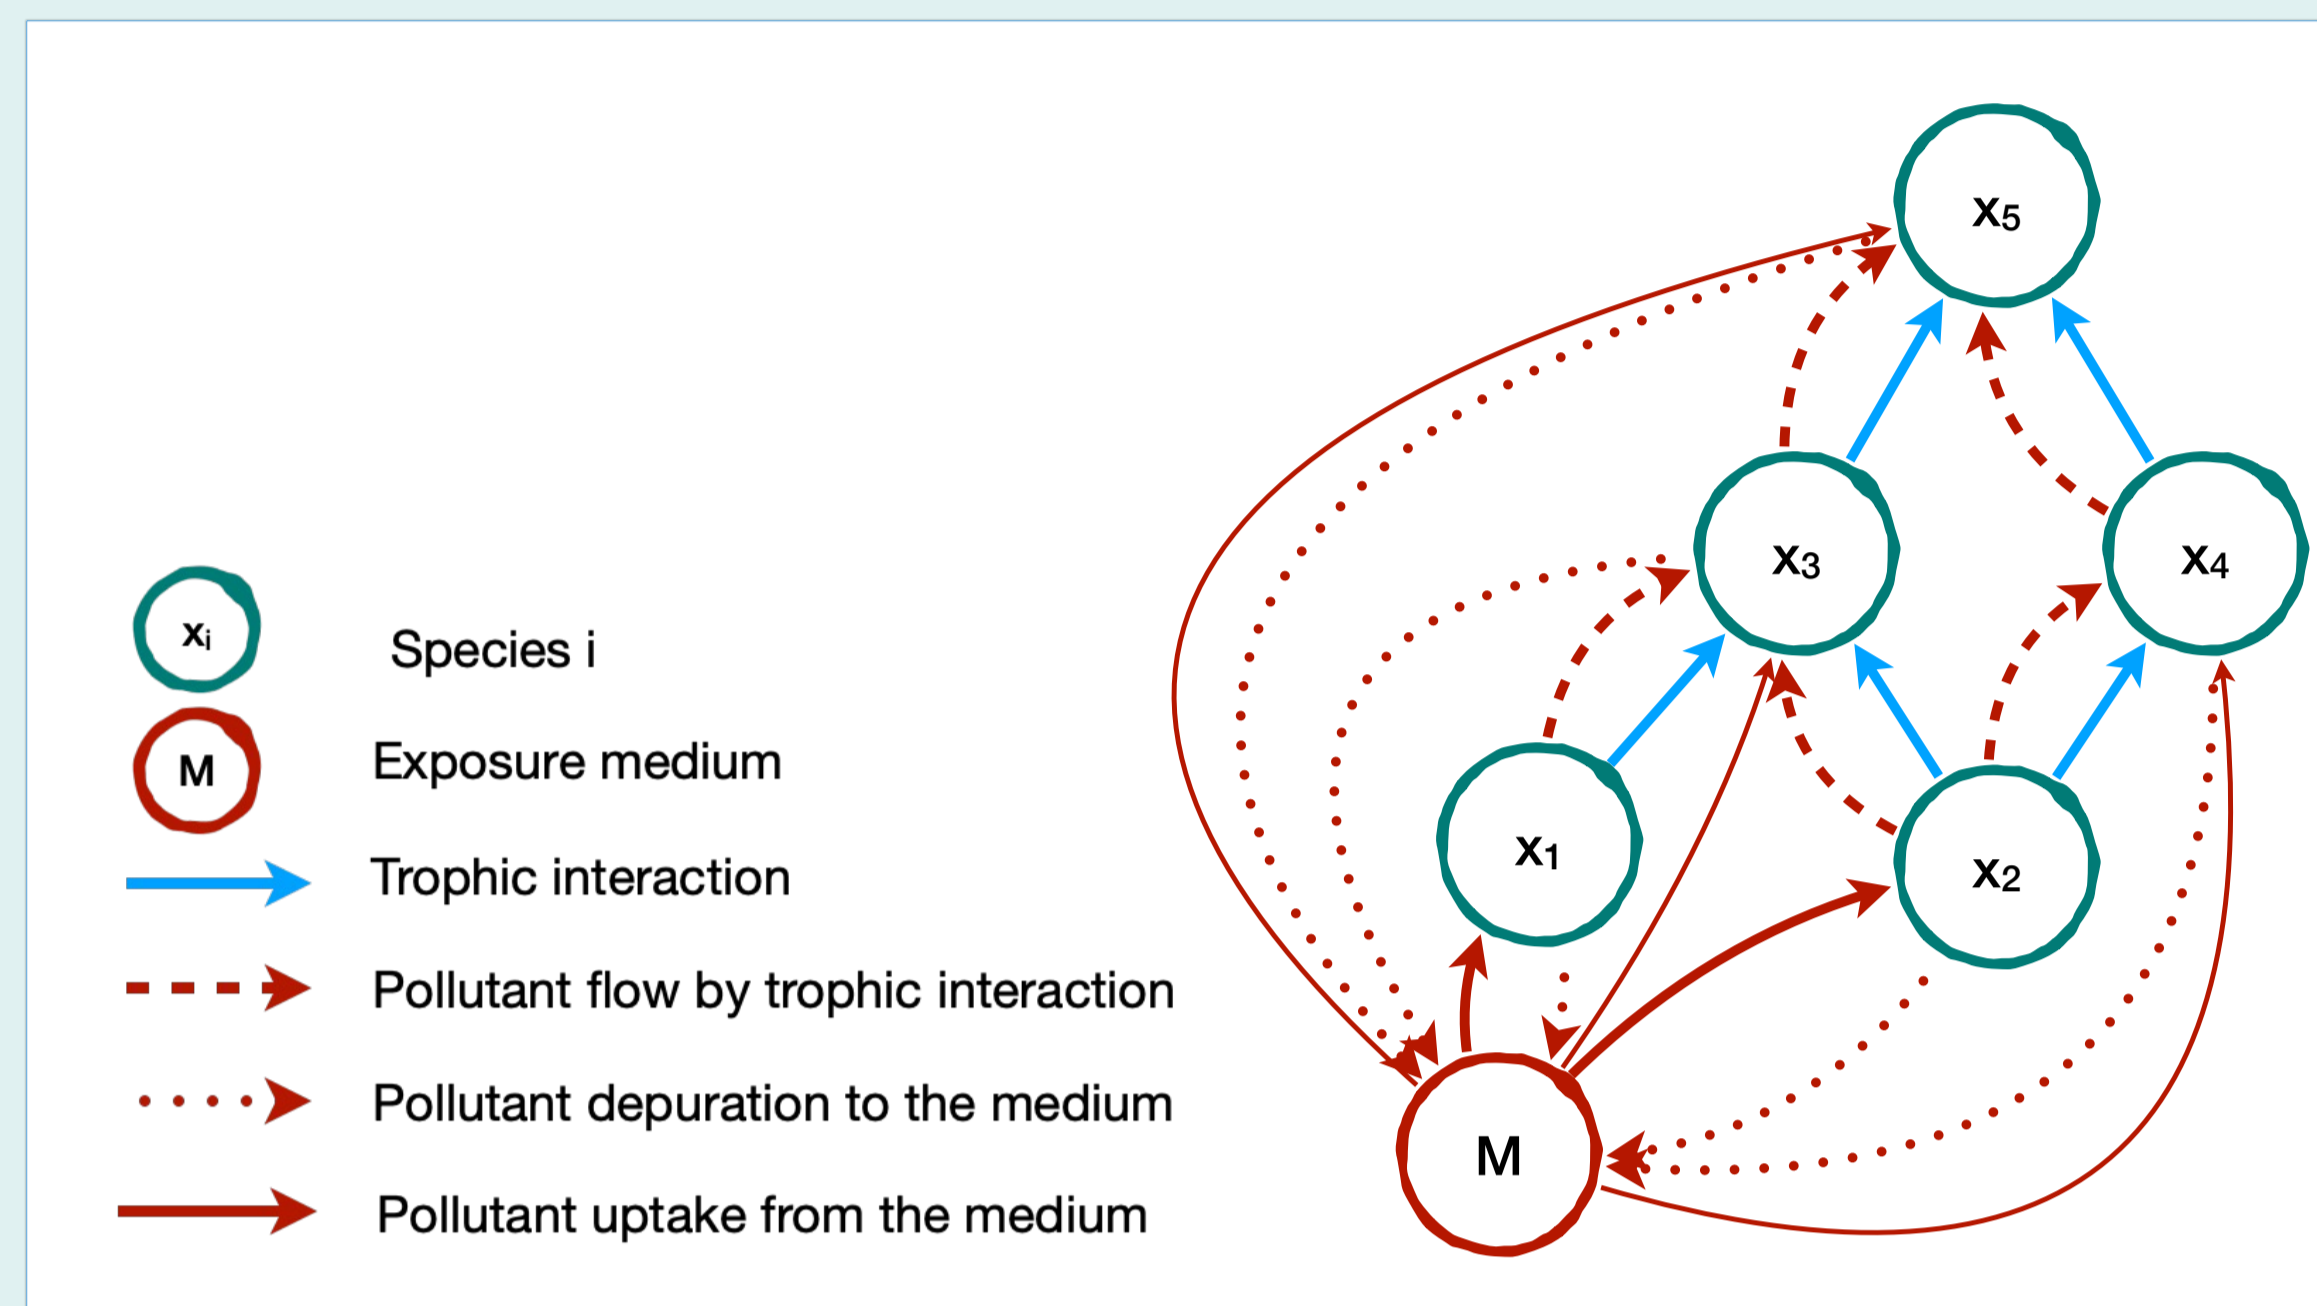 x₅
x₃
x₄
xᵢ
Species i
M
Exposure medium
Trophic interaction
x₁
x₂
Pollutant flow by trophic interaction
Pollutant depuration to the medium
M
Pollutant uptake from the medium